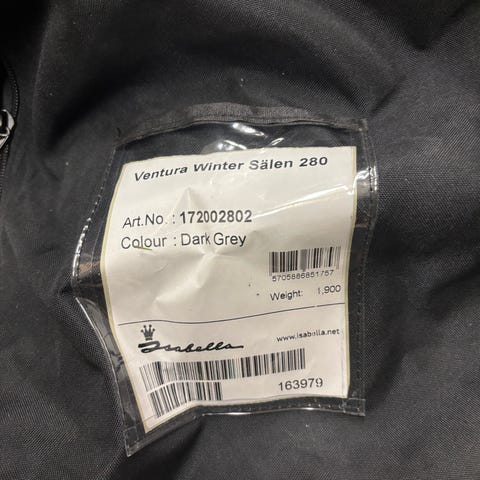 Ventura Winter Sälen 280
Art.No. : 172002802
Colour : Dark Grey
5705886851757
Weight: 1,900
Isabella
www.isabella.net
163979